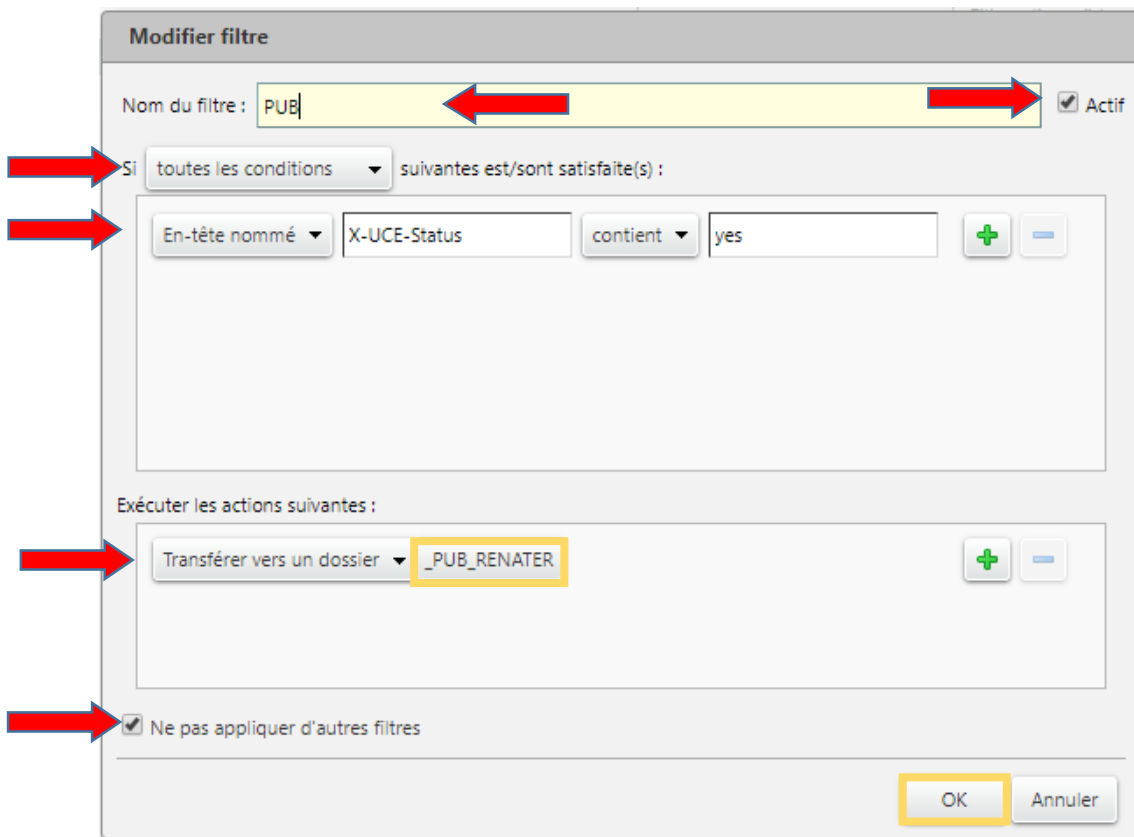 Modifier filtre
Nom du filtre : PUB Actif
Si toutes les conditions suivantes est/sont satisfaite(s) :
En-tête nommé X-UCE-Status contient yes
Exécuter les actions suivantes :
Transférer vers un dossier _PUB_RENATER
Ne pas appliquer d'autres filtres
OK Annuler